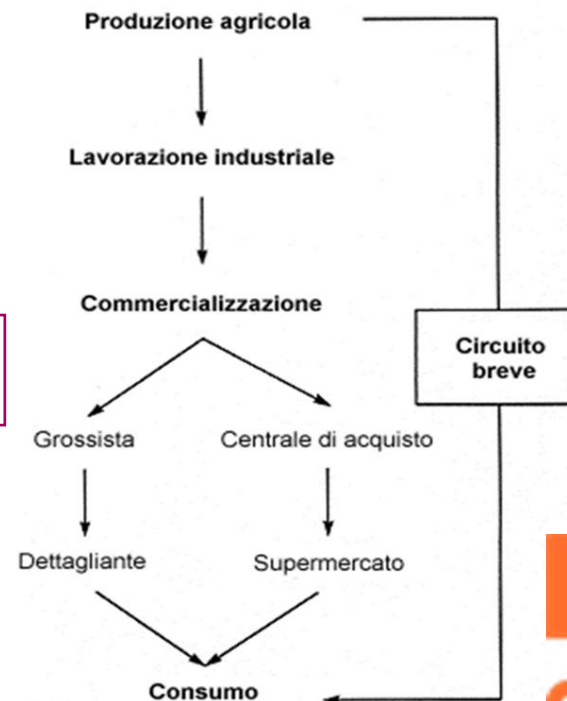 Produzione agricola
Lavorazione industriale
Commercializzazione
Circuito
breve
Grossista
Centrale di acquisto
Dettagliante
Supermercato
Consumo